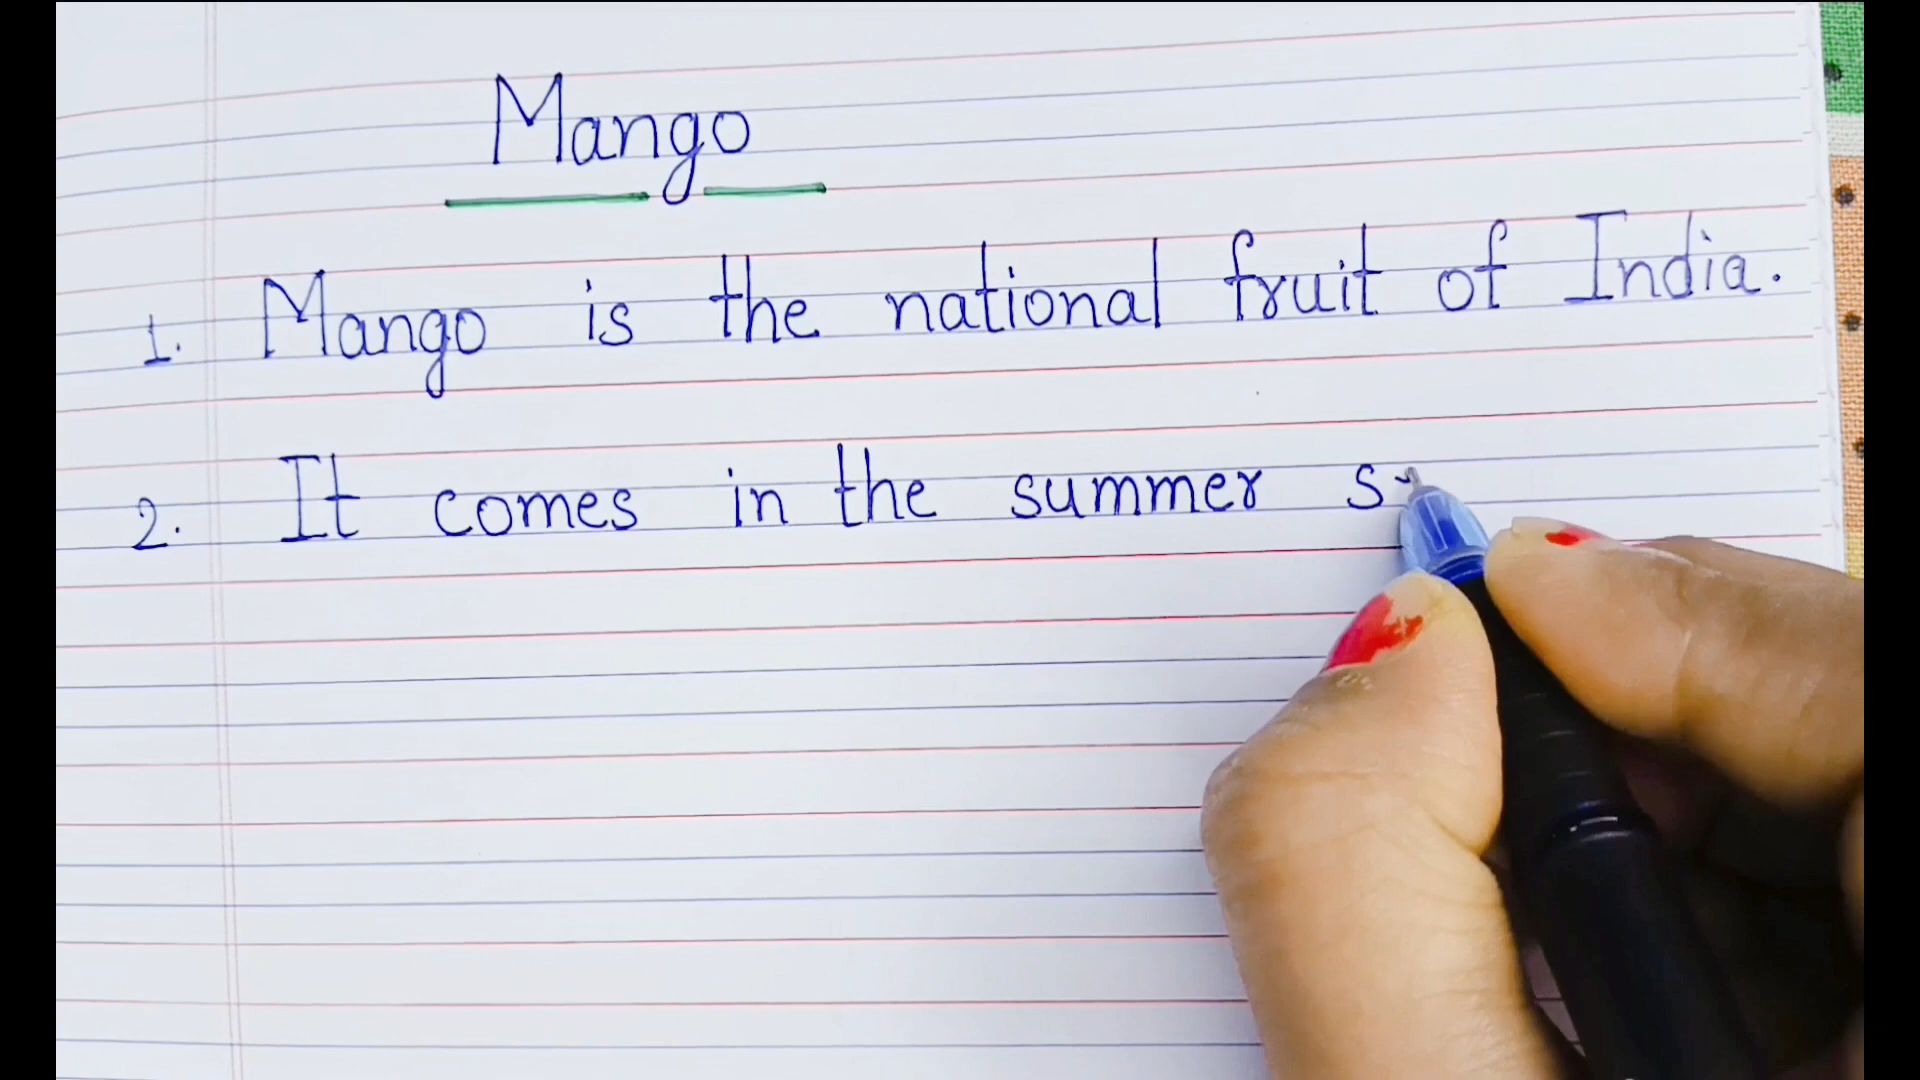 Mango
1. Mango is the national fruit of India.
2. It comes in the summer s